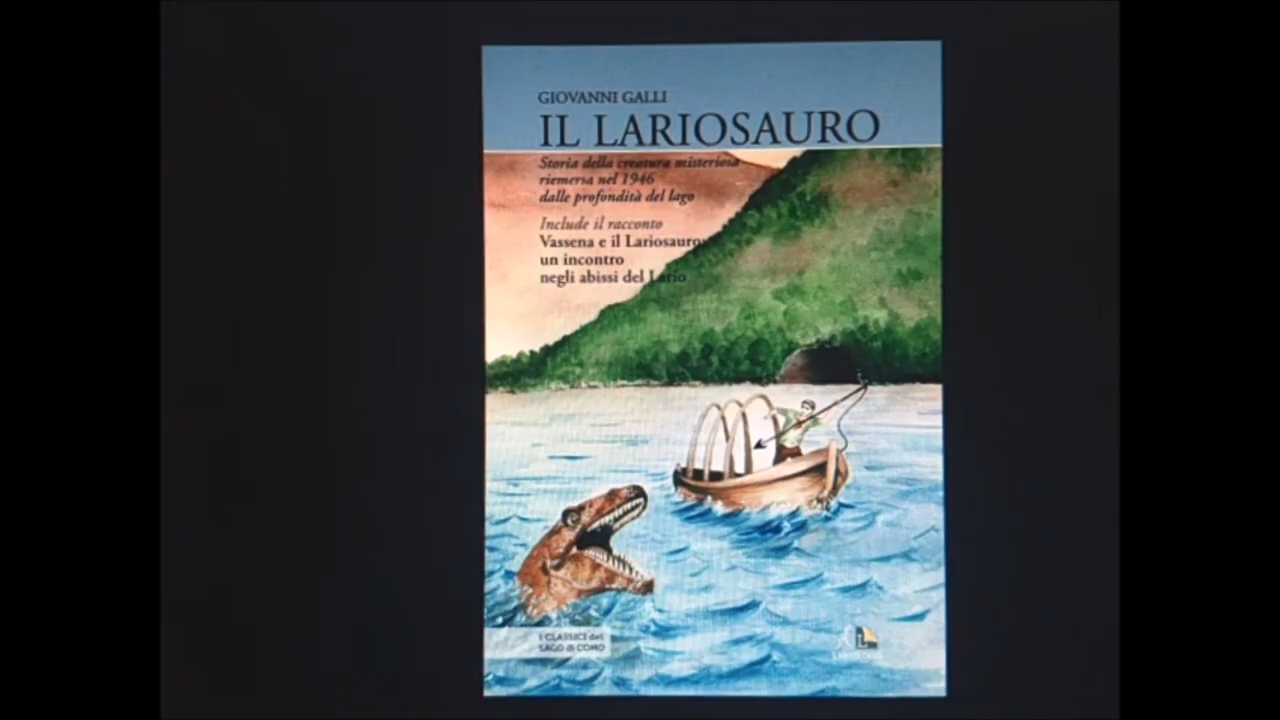 GIOVANNI GALLI
IL LARIOSAURO
Storia della creatura misteriosa
riemersa nel 1946
dalle profondità del lago
Include il racconto
Vassena e il Lariosauro:
un incontro
negli abissi del Lario
I CLASSICI del
LAGO di COMO